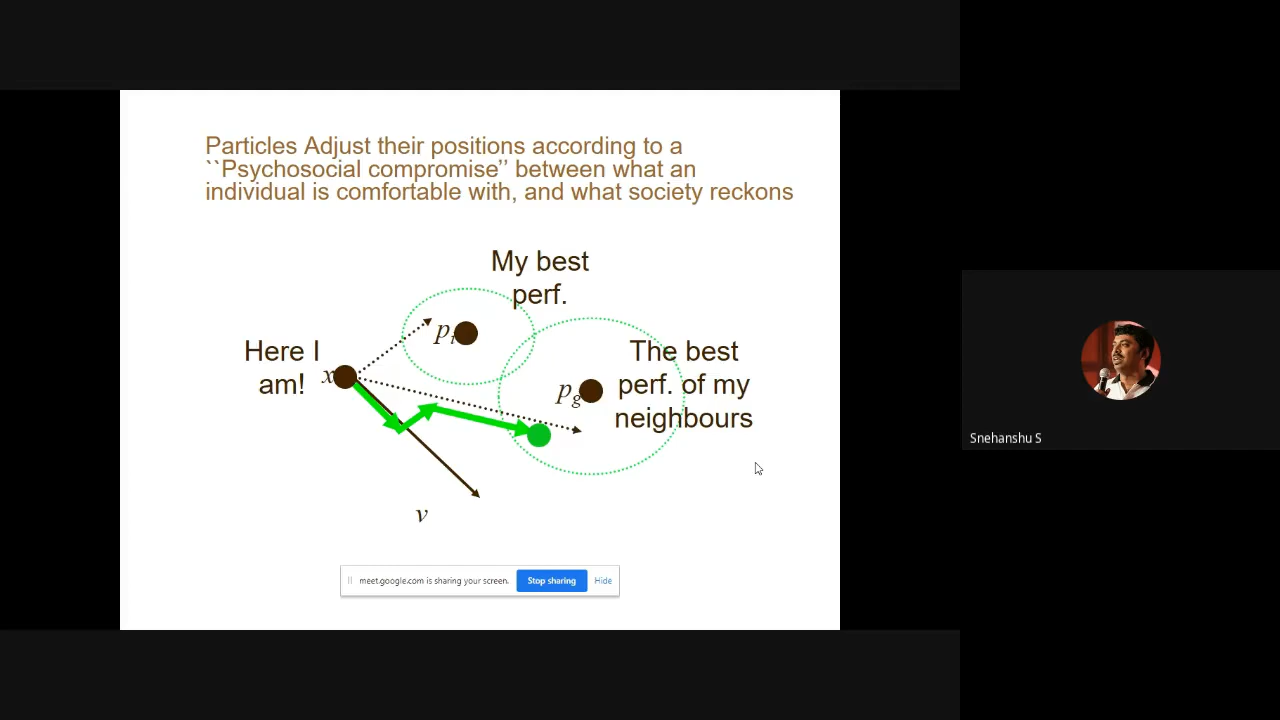 Particles Adjust their positions according to a
``Psychosocial compromise’’ between what an
individual is comfortable with, and what society reckons
My best
perf.
Here I
am!
x
p_i
The best
perf. of my
neighbours
p_g
v
Snehanshu S
meet.google.com is sharing your screen.
Stop sharing
Hide